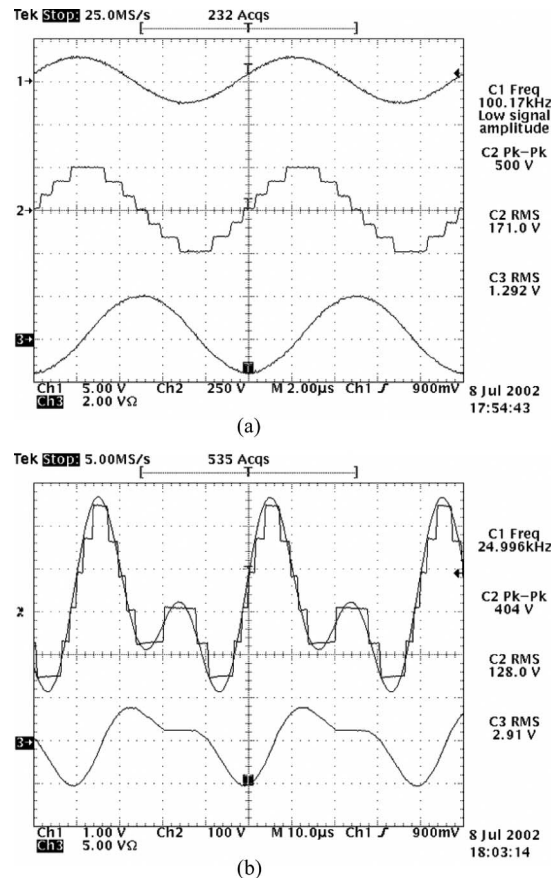 Tek Stop: 25.0MS/s 232 Acqs
T
1
C1 Freq
100.17kHz
Low signal
amplitude
C2 Pk-Pk
500 V
2
C2 RMS
171.0 V
C3 RMS
1.292 V
3
T
Ch1 5.00 V Ch2 250 V M 2.00µs Ch1 900mV
Ch3 2.00 VΩ
8 Jul 2002
17:54:43
(a)
Tek Stop: 5.00MS/s 535 Acqs
T
C1 Freq
24.996kHz
2
C2 Pk-Pk
404 V
C2 RMS
128.0 V
C3 RMS
2.91 V
3
T
Ch1 1.00 V Ch2 100 V M 10.0µs Ch1 900mV
Ch3 5.00 VΩ
8 Jul 2002
18:03:14
(b)